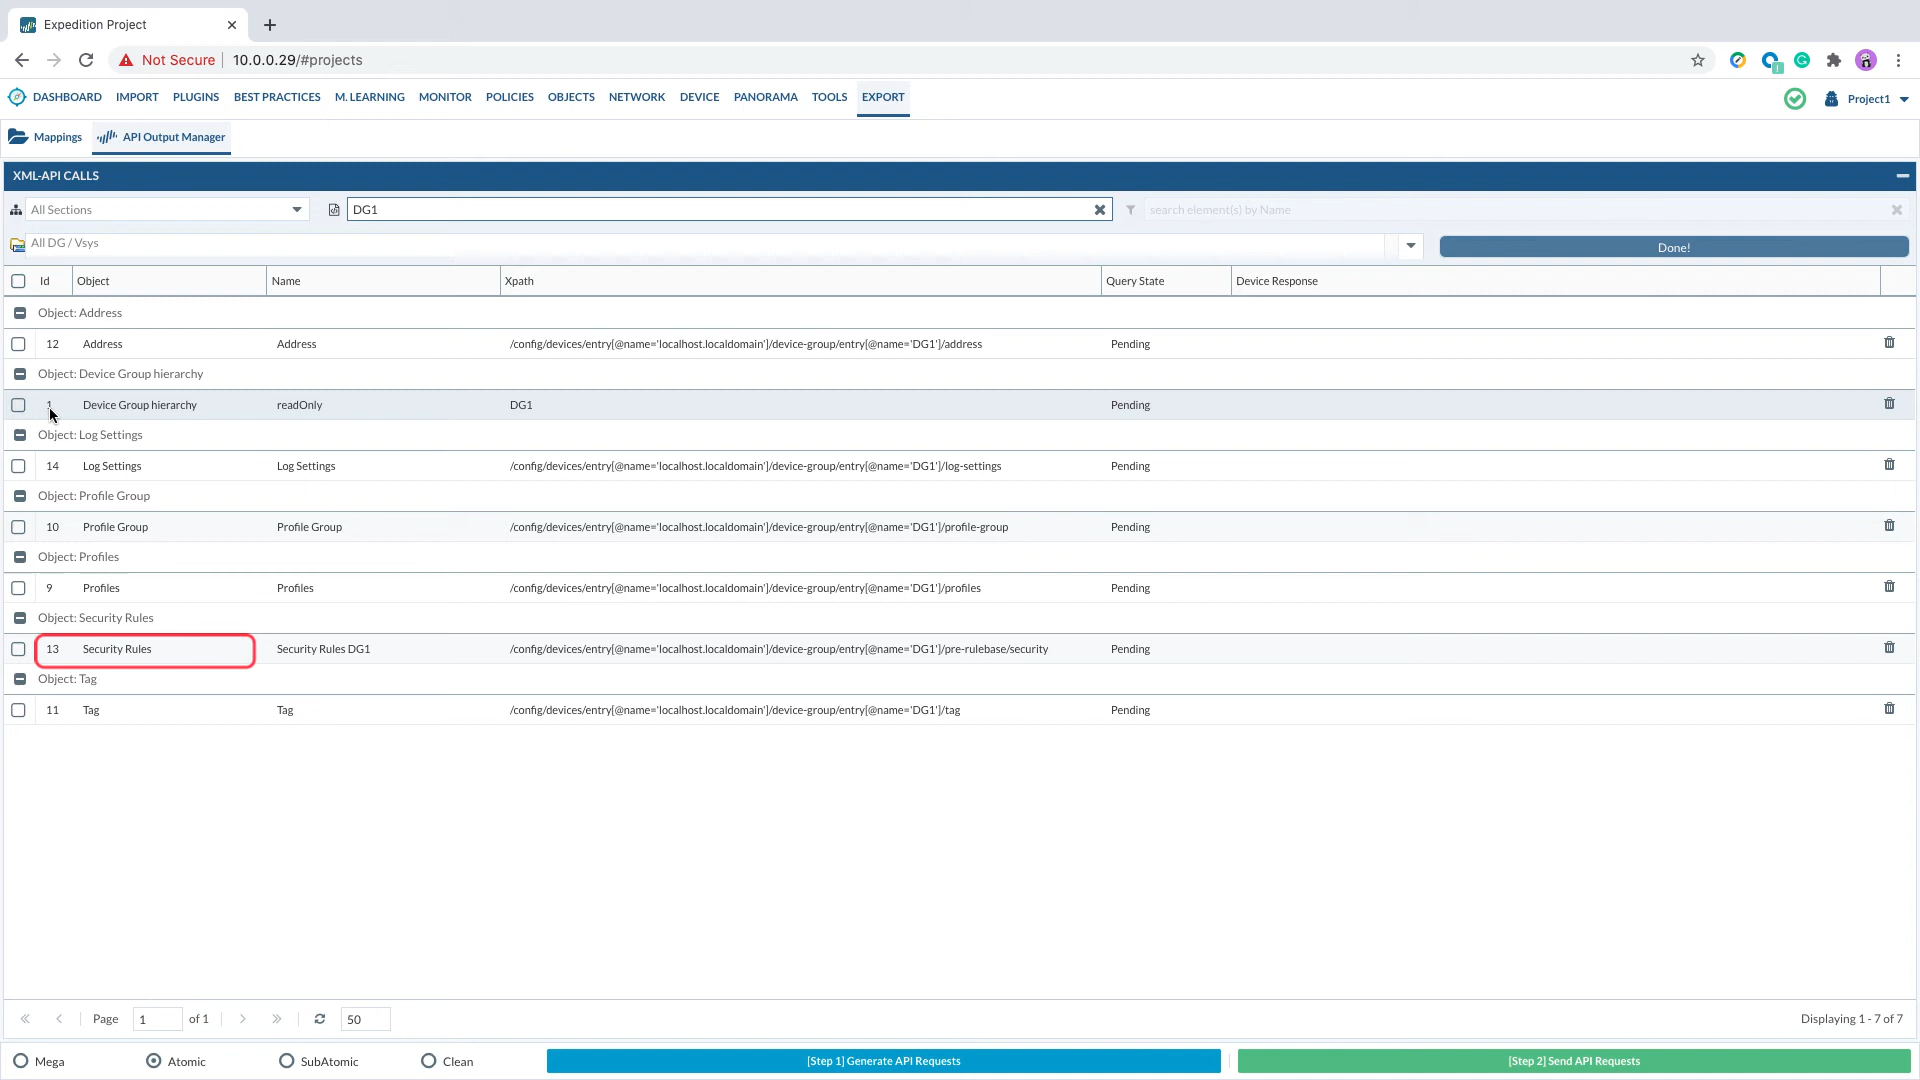 Expedition Project
Not Secure 10.0.0.29/#projects
DASHBOARD IMPORT PLUGINS BEST PRACTICES M. LEARNING MONITOR POLICIES OBJECTS NETWORK DEVICE PANORAMA TOOLS EXPORT Project1
Mappings API Output Manager
XML-API CALLS
All Sections DG1 search element(s) by Name
All DG / Vsys Done!
Id Object Name Xpath Query State Device Response
Object: Address
12 Address Address /config/devices/entry[@name='localhost.localdomain']/device-group/entry[@name='DG1']/address Pending
Object: Device Group hierarchy
1 Device Group hierarchy readOnly DG1 Pending
Object: Log Settings
14 Log Settings Log Settings /config/devices/entry[@name='localhost.localdomain']/device-group/entry[@name='DG1']/log-settings Pending
Object: Profile Group
10 Profile Group Profile Group /config/devices/entry[@name='localhost.localdomain']/device-group/entry[@name='DG1']/profile-group Pending
Object: Profiles
9 Profiles Profiles /config/devices/entry[@name='localhost.localdomain']/device-group/entry[@name='DG1']/profiles Pending
Object: Security Rules
13 Security Rules Security Rules DG1 /config/devices/entry[@name='localhost.localdomain']/device-group/entry[@name='DG1']/pre-rulebase/security Pending
Object: Tag
11 Tag Tag /config/devices/entry[@name='localhost.localdomain']/device-group/entry[@name='DG1']/tag Pending
Page 1 of 1 50 Displaying 1 - 7 of 7
Mega Atomic SubAtomic Clean [Step 1] Generate API Requests [Step 2] Send API Requests